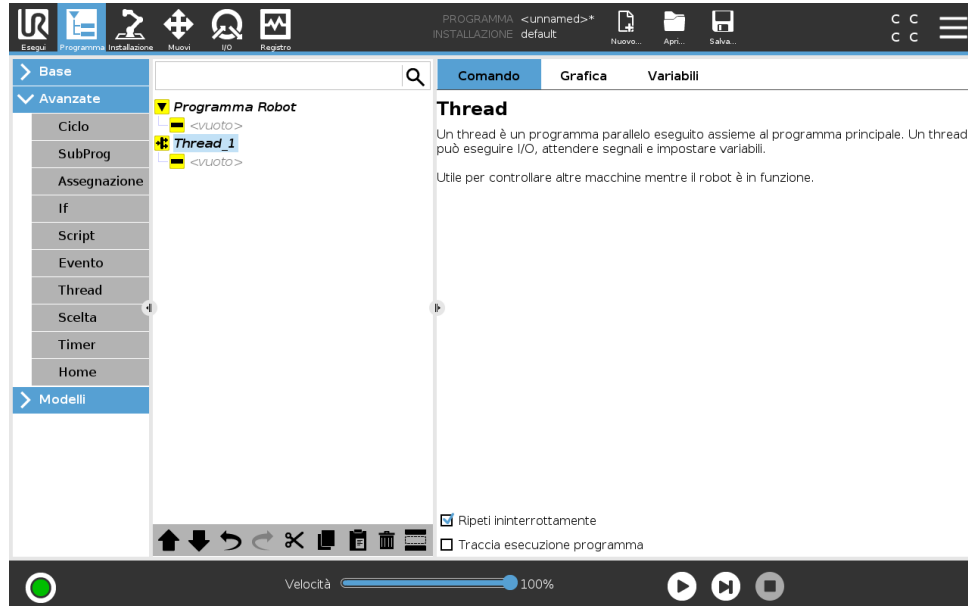 PROGRAMMA <unnamed>*
INSTALLAZIONE default
Esegui
Programma
Installazione
Muovi
I/O
Registro
Nuovo...
Apri...
Salva...
C C
C C
Base
Avanzate
Ciclo
SubProg
Assegnazione
If
Script
Evento
Thread
Scelta
Timer
Home
Modelli
Programma Robot
<vuoto>
Thread_1
<vuoto>
Comando
Grafica
Variabili
Thread
Un thread è un programma parallelo eseguito assieme al programma principale. Un thread
può eseguire I/O, attendere segnali e impostare variabili.
Utile per controllare altre macchine mentre il robot è in funzione.
Ripeti ininterrottamente
Traccia esecuzione programma
Velocità
100%